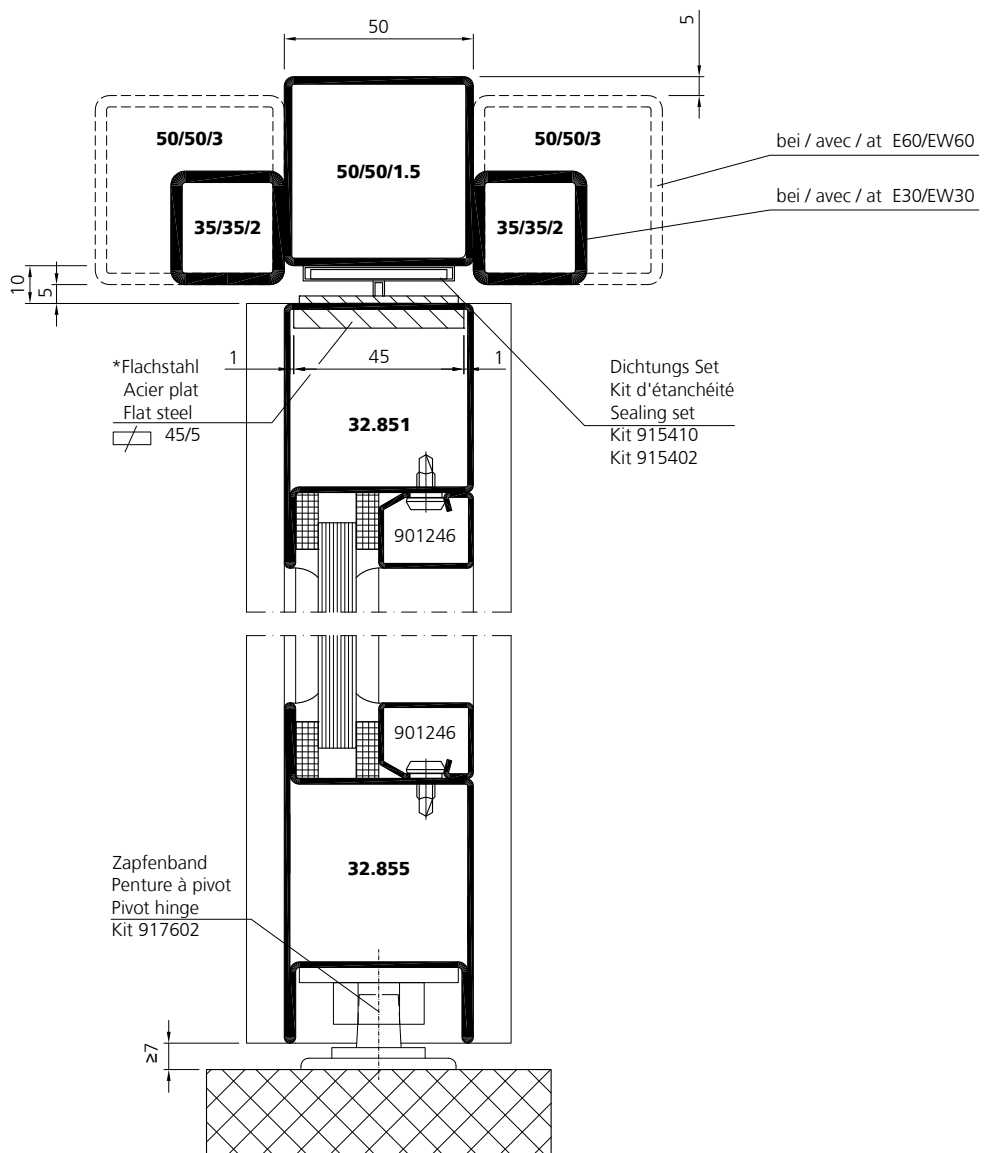 50
5
50/50/3
50/50/1.5
50/50/3
bei / avec / at E60/EW60
bei / avec / at E30/EW30
35/35/2
35/35/2
10
5
1
45
1
*Flachstahl
Acier plat
Flat steel
45/5
32.851
Dichtungs Set
Kit d'étanchéité
Sealing set
Kit 915410
Kit 915402
901246
901246
32.855
Zapfenband
Penture à pivot
Pivot hinge
Kit 917602
≥7